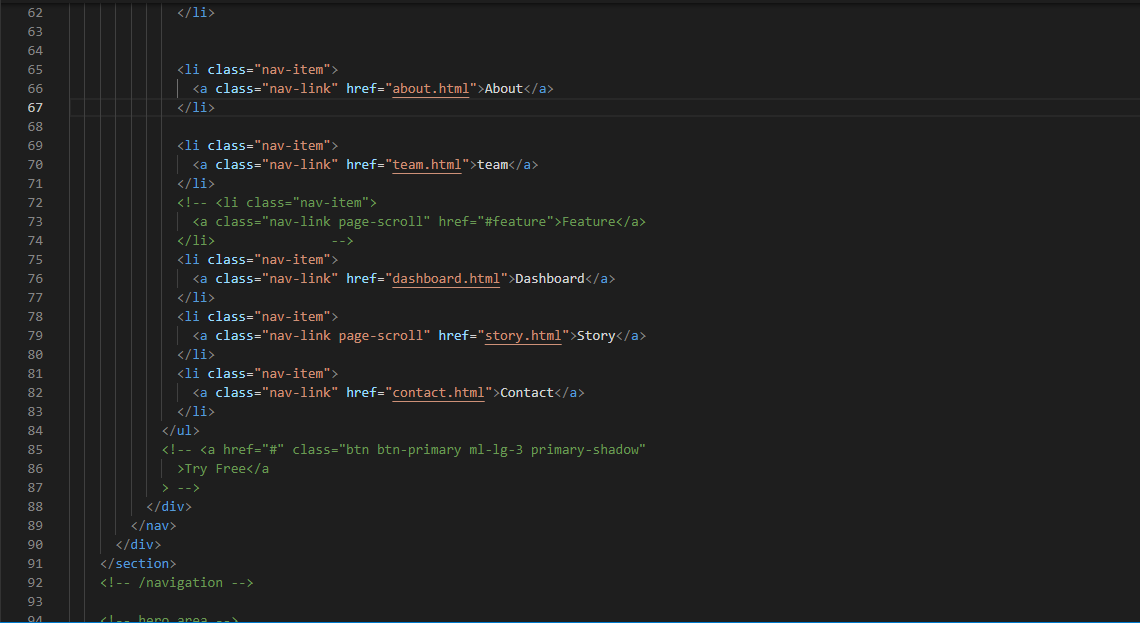 62 </li>
63
64
65 <li class="nav-item">
66 <a class="nav-link" href="about.html">About</a>
67 </li>
68
69 <li class="nav-item">
70 <a class="nav-link" href="team.html">team</a>
71 </li>
72 <!-- <li class="nav-item">
73 <a class="nav-link page-scroll" href="#feature">Feature</a>
74 </li> -->
75 <li class="nav-item">
76 <a class="nav-link" href="dashboard.html">Dashboard</a>
77 </li>
78 <li class="nav-item">
79 <a class="nav-link page-scroll" href="story.html">Story</a>
80 </li>
81 <li class="nav-item">
82 <a class="nav-link" href="contact.html">Contact</a>
83 </li>
84 </ul>
85 <!-- <a href="#" class="btn btn-primary ml-lg-3 primary-shadow"
86 >Try Free</a
87 > -->
88 </div>
89 </nav>
90 </div>
91 </section>
92 <!-- /navigation -->
93
94 <!-- hero area -->